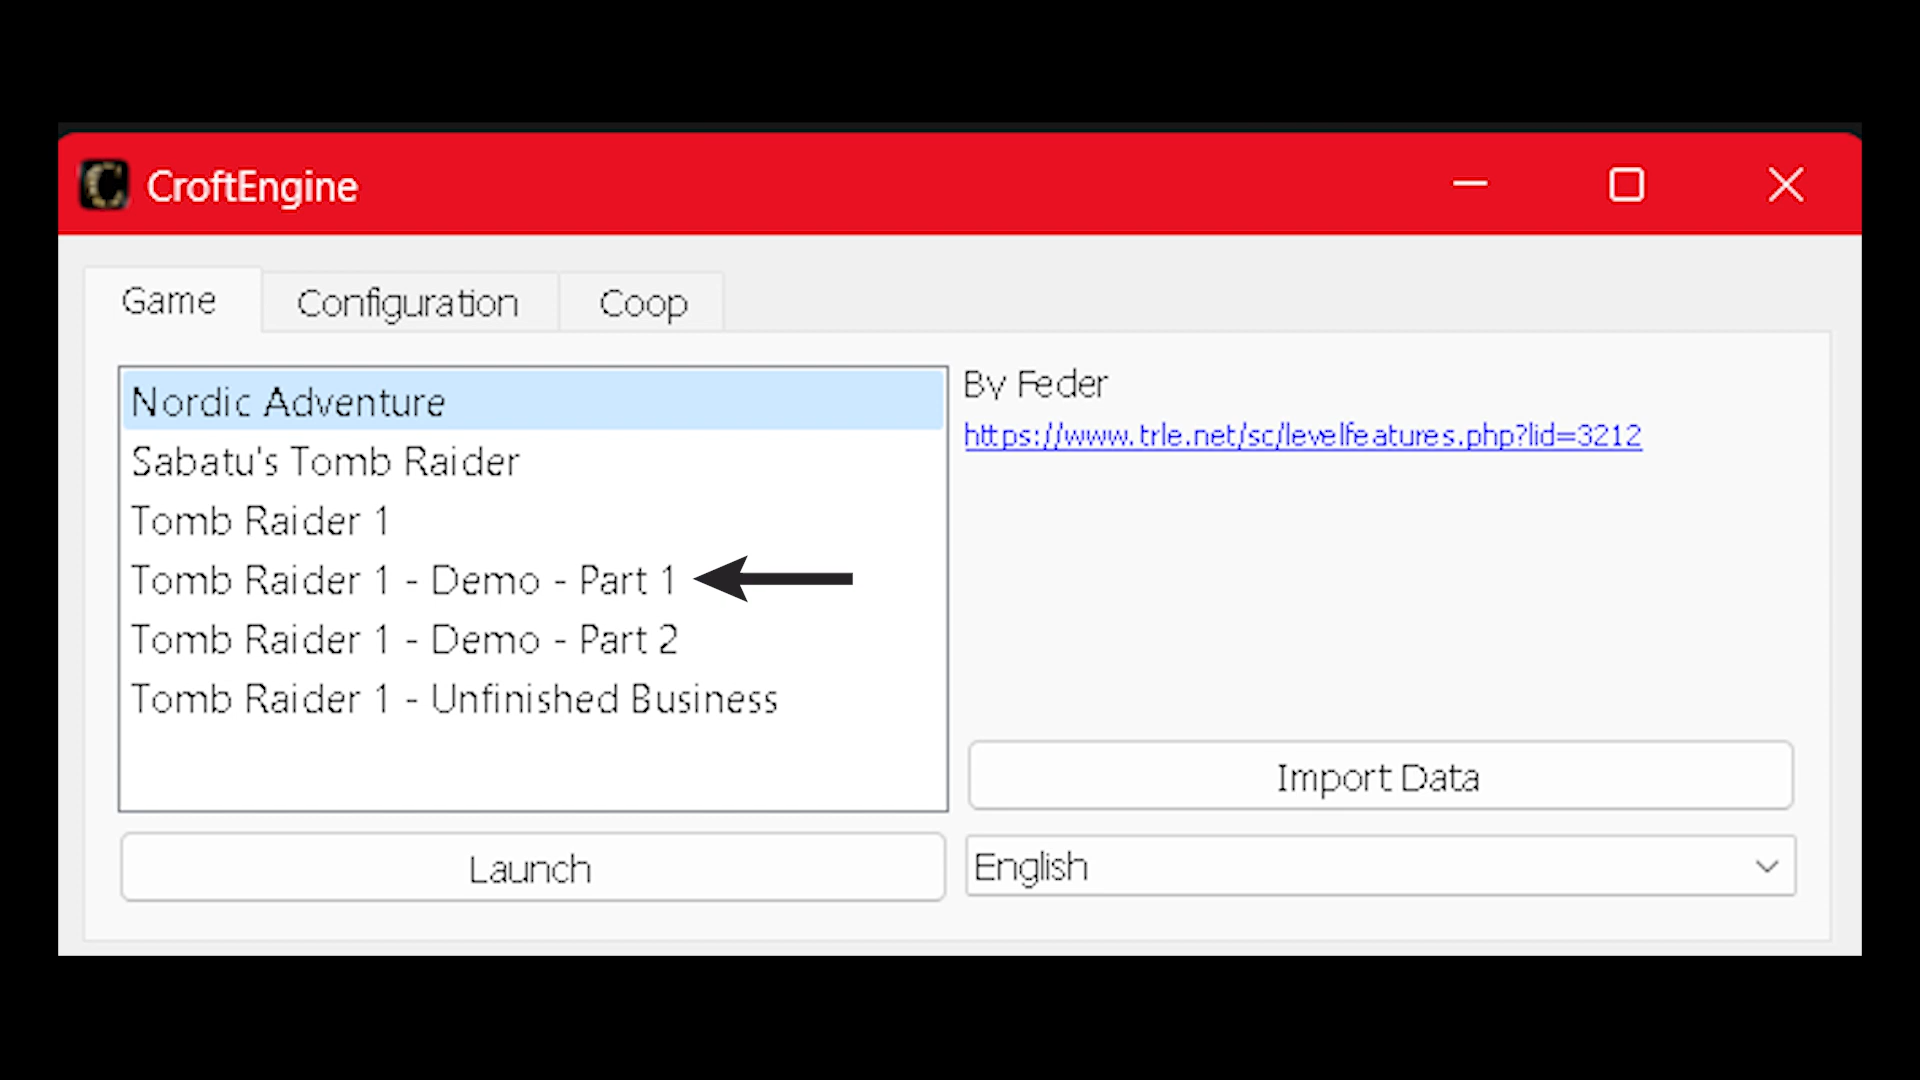 CroftEngine
Game
Configuration
Coop
Nordic Adventure
Sabatu's Tomb Raider
Tomb Raider 1
Tomb Raider 1 - Demo - Part 1
Tomb Raider 1 - Demo - Part 2
Tomb Raider 1 - Unfinished Business
Launch
By Feder
https://www.trle.net/sc/levelfeatures.php?lid=3212
Import Data
English